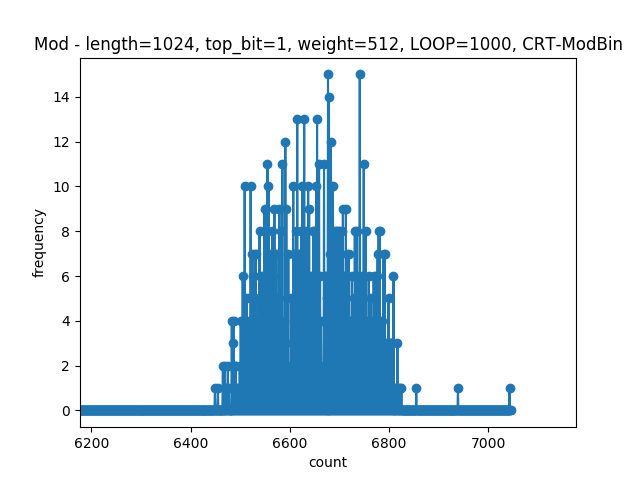 Mod - length=1024, top_bit=1, weight=512, LOOP=1000, CRT-ModBin
14
12
10
8
6
4
2
0
frequency
6200 6400 6600 6800 7000
count